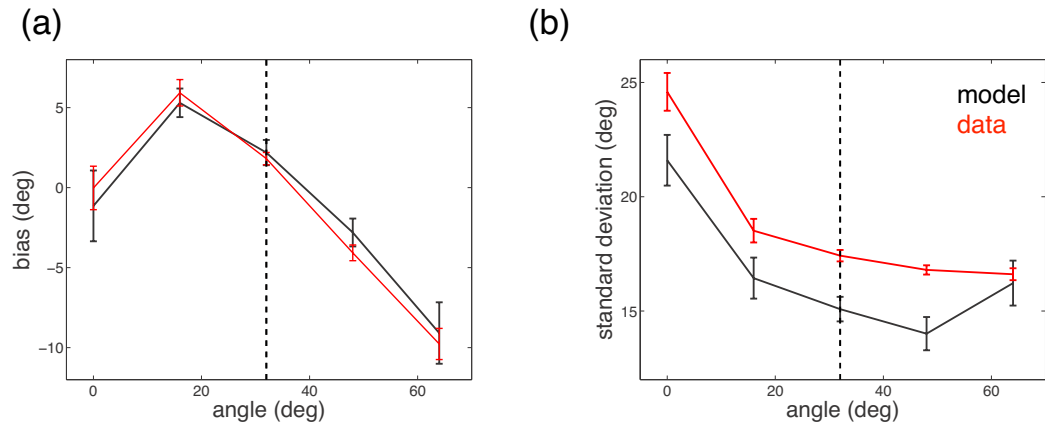 (a)
bias (deg)
5
0
−5
−10
0
20
40
60
angle (deg)
(b)
standard deviation (deg)
25
20
15
model
data
0
20
40
60
angle (deg)